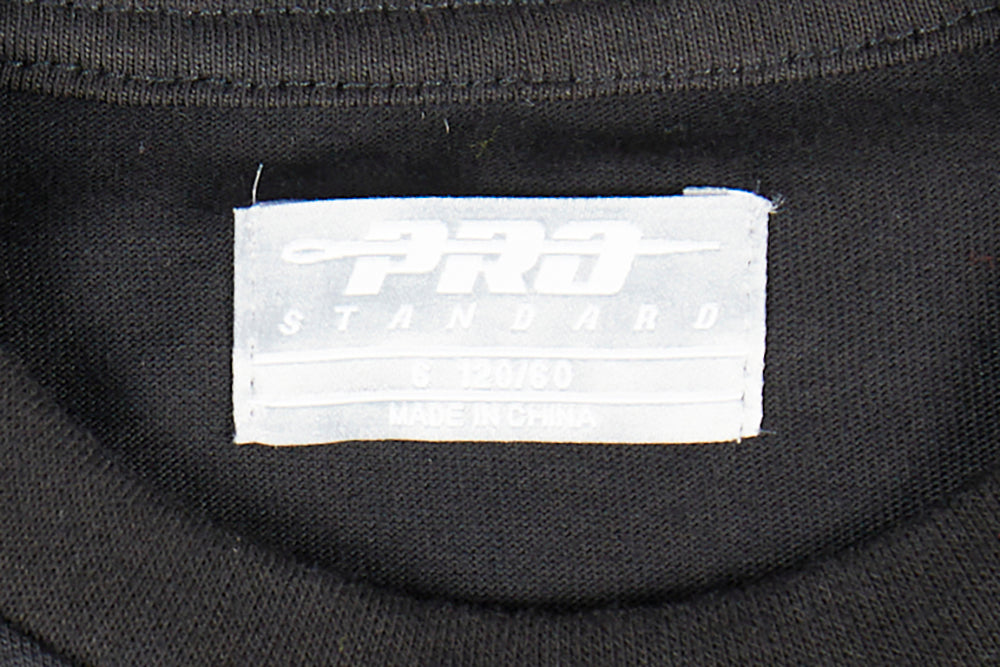 PRO
STANDARD
S 120/60
MADE IN CHINA